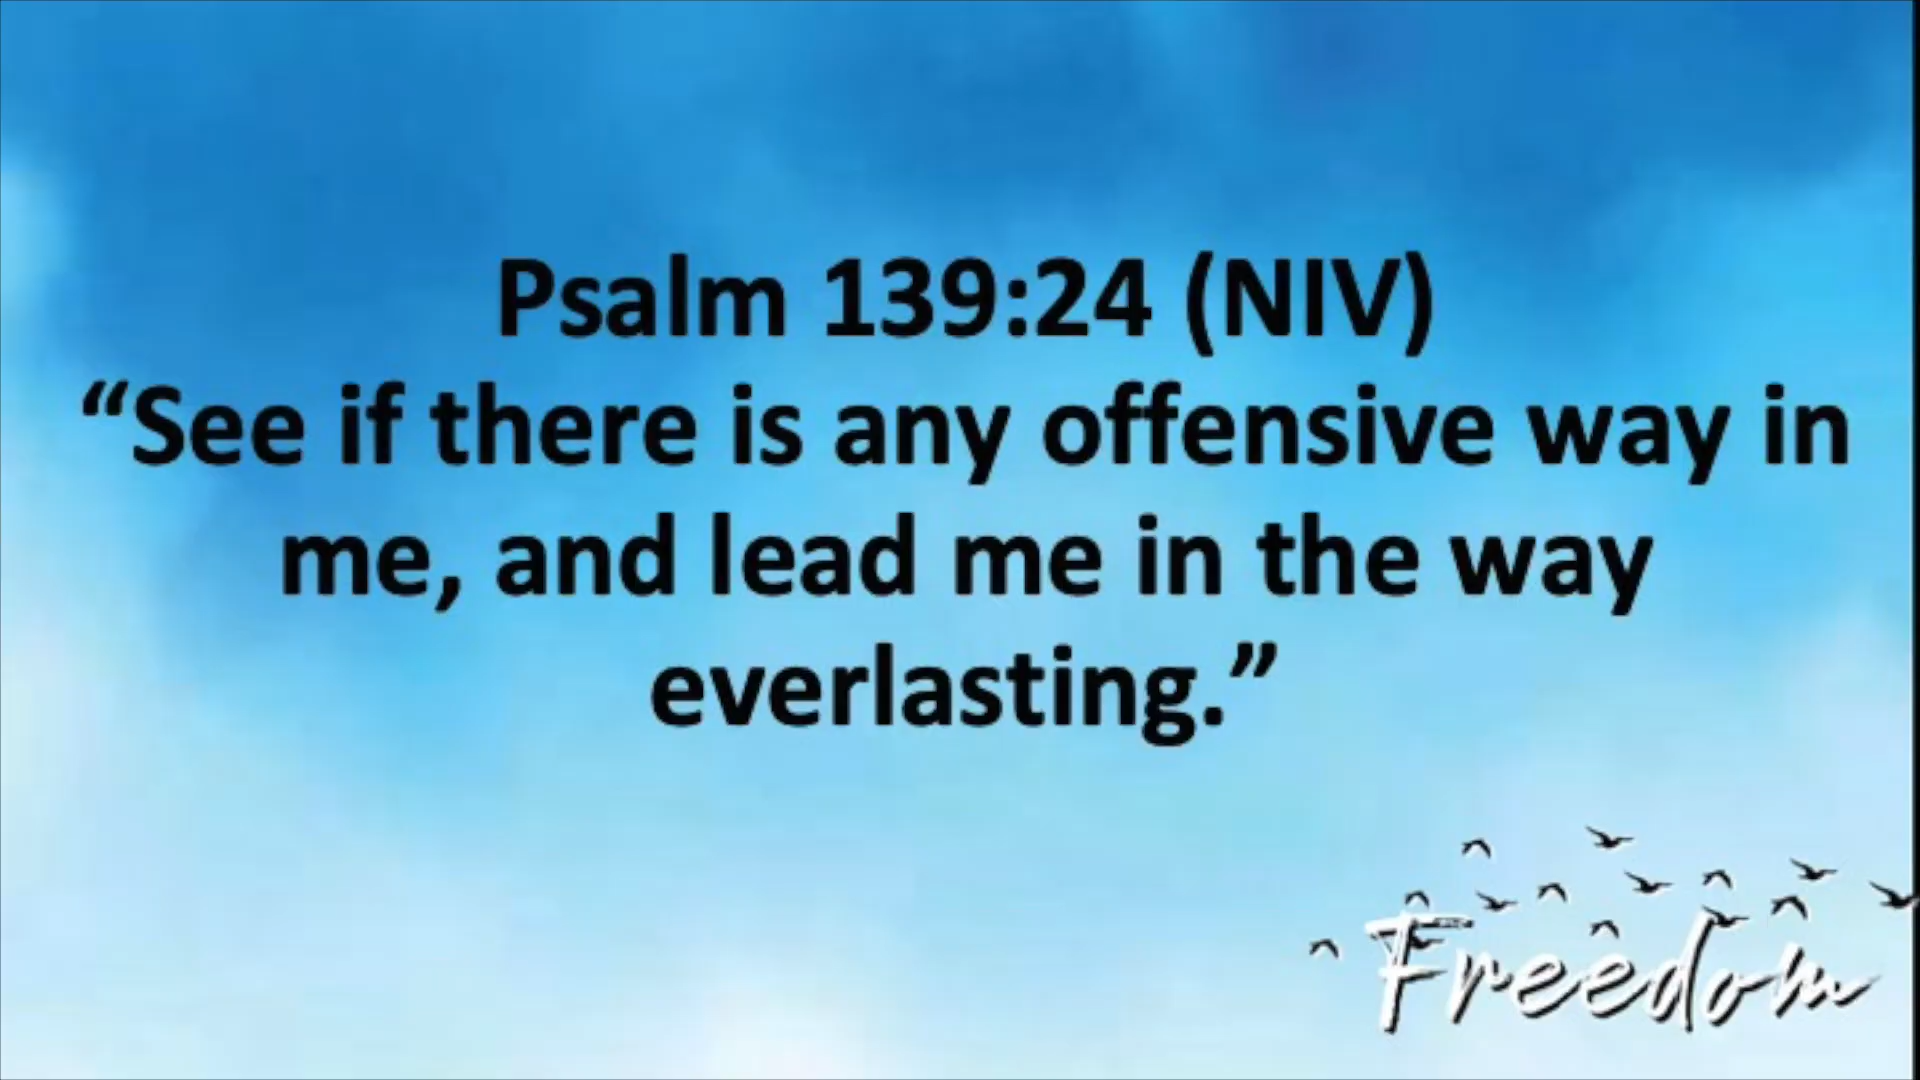 Psalm 139:24 (NIV)
“See if there is any offensive way in
me, and lead me in the way
everlasting.”
Freedom